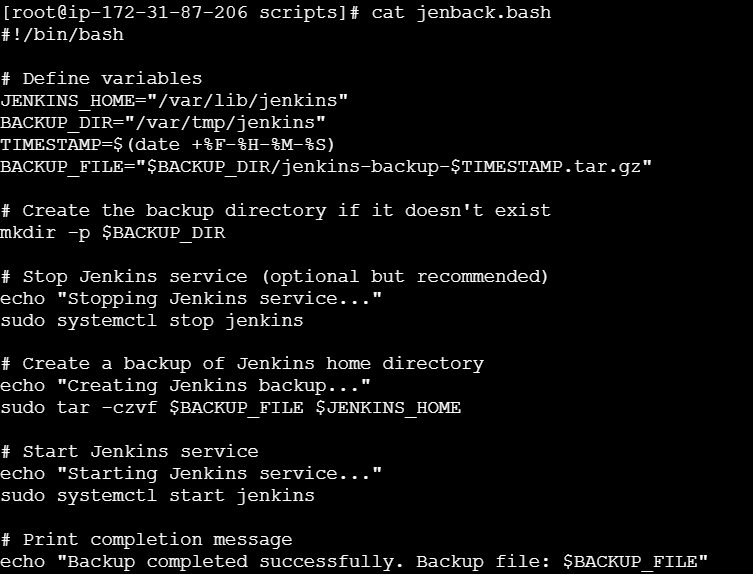 [root@ip-172-31-87-206 scripts]# cat jenback.bash
#!/bin/bash
# Define variables
JENKINS_HOME="/var/lib/jenkins"
BACKUP_DIR="/var/tmp/jenkins"
TIMESTAMP=$(date +%F-%H-%M-%S)
BACKUP_FILE="$BACKUP_DIR/jenkins-backup-$TIMESTAMP.tar.gz"
# Create the backup directory if it doesn't exist
mkdir -p $BACKUP_DIR
# Stop Jenkins service (optional but recommended)
echo "Stopping Jenkins service..."
sudo systemctl stop jenkins
# Create a backup of Jenkins home directory
echo "Creating Jenkins backup..."
sudo tar -czvf $BACKUP_FILE $JENKINS_HOME
# Start Jenkins service
echo "Starting Jenkins service..."
sudo systemctl start jenkins
# Print completion message
echo "Backup completed successfully. Backup file: $BACKUP_FILE"